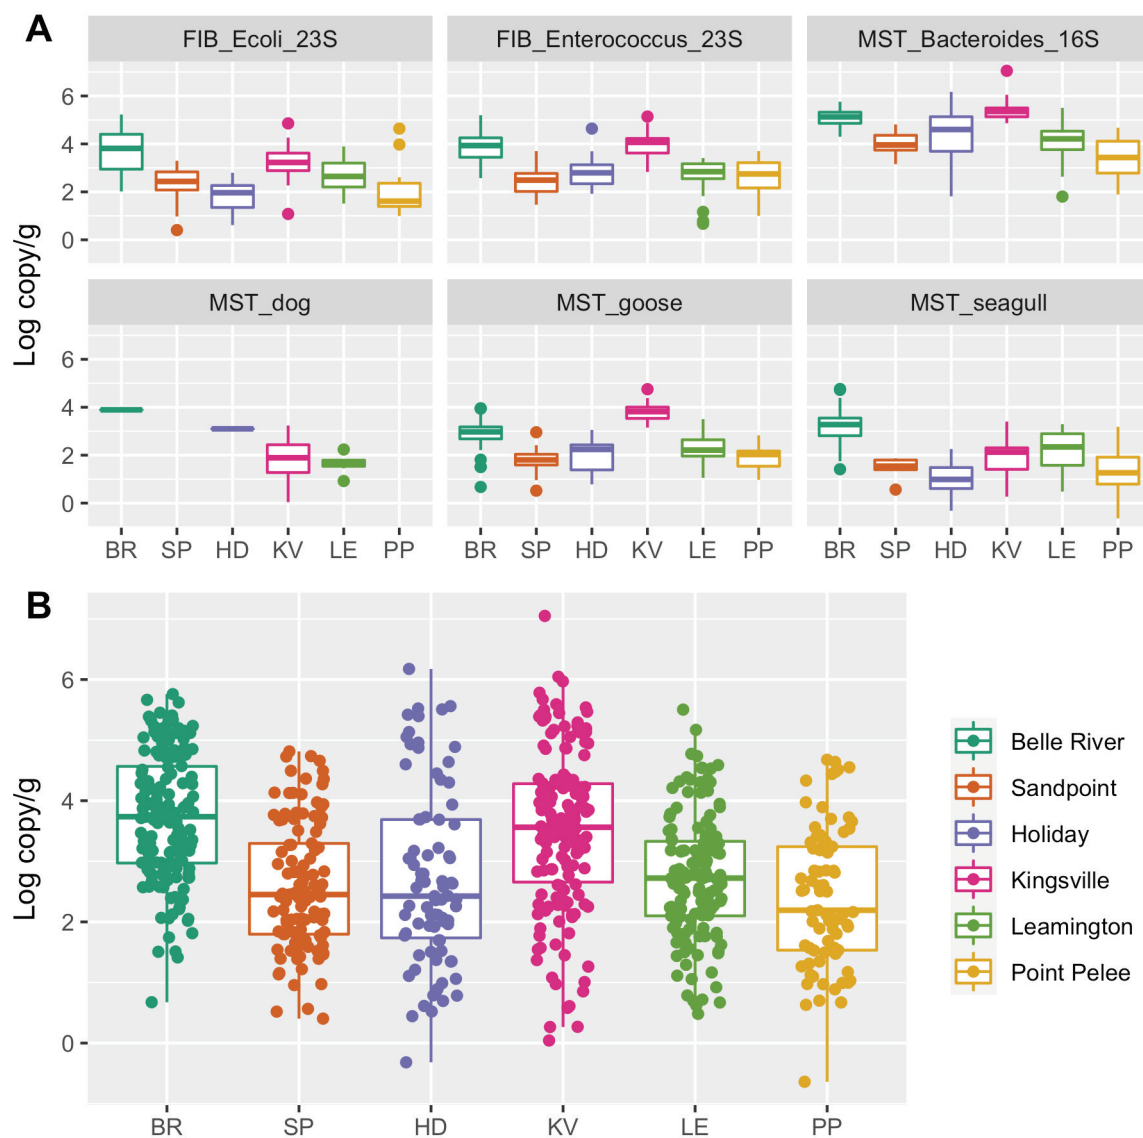 A
FIB_Ecoli_23S FIB_Enterococcus_23S MST_Bacteroides_16S
6
4
2
0
Log copy/g
MST_dog MST_goose MST_seagull
6
4
2
0
BR SP HD KV LE PP BR SP HD KV LE PP BR SP HD KV LE PP
B
Log copy/g
6
4
2
0
BR SP HD KV LE PP
Belle River
Sandpoint
Holiday
Kingsville
Leamington
Point Pelee